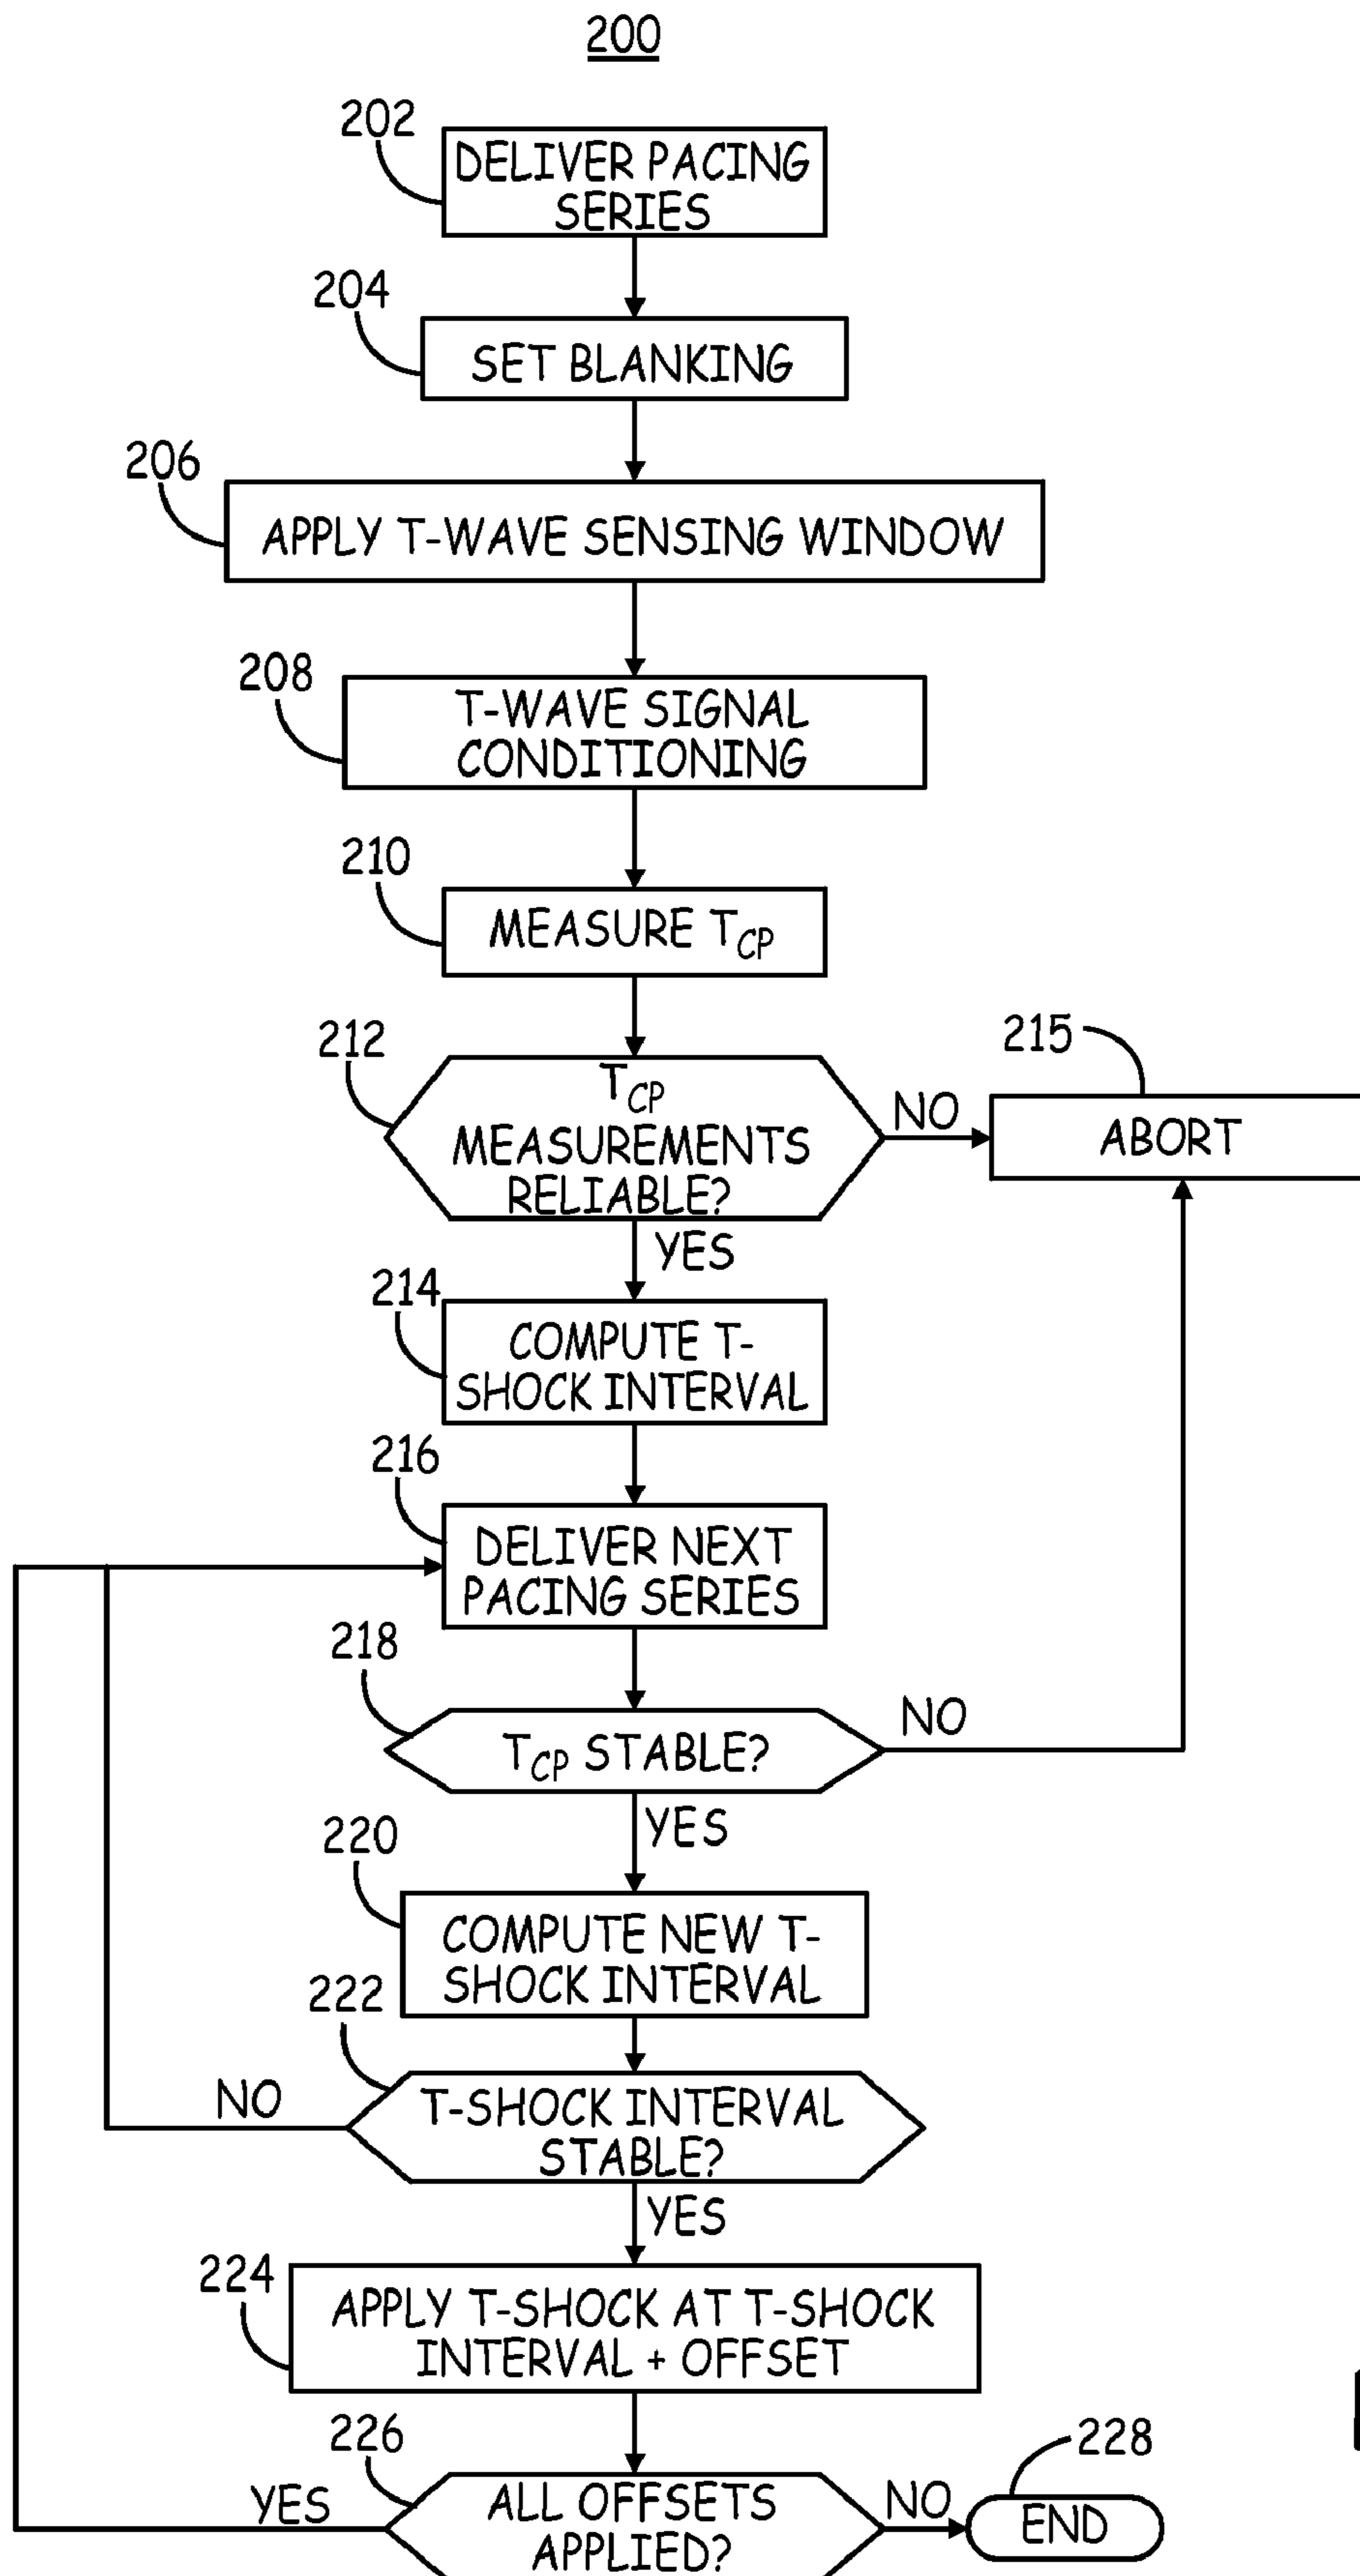 200
202
DELIVER PACING
SERIES
204
SET BLANKING
206
APPLY T-WAVE SENSING WINDOW
208
T-WAVE SIGNAL
CONDITIONING
210
MEASURE TCP
212
TCP
MEASUREMENTS
RELIABLE?
NO
215
ABORT
YES
214
COMPUTE T-
SHOCK INTERVAL
216
DELIVER NEXT
PACING SERIES
218
TCP STABLE?
NO
YES
220
COMPUTE NEW T-
SHOCK INTERVAL
222
T-SHOCK INTERVAL
STABLE?
NO
YES
224
APPLY T-SHOCK AT T-SHOCK
INTERVAL + OFFSET
226
ALL OFFSETS
APPLIED?
YES
NO
228
END